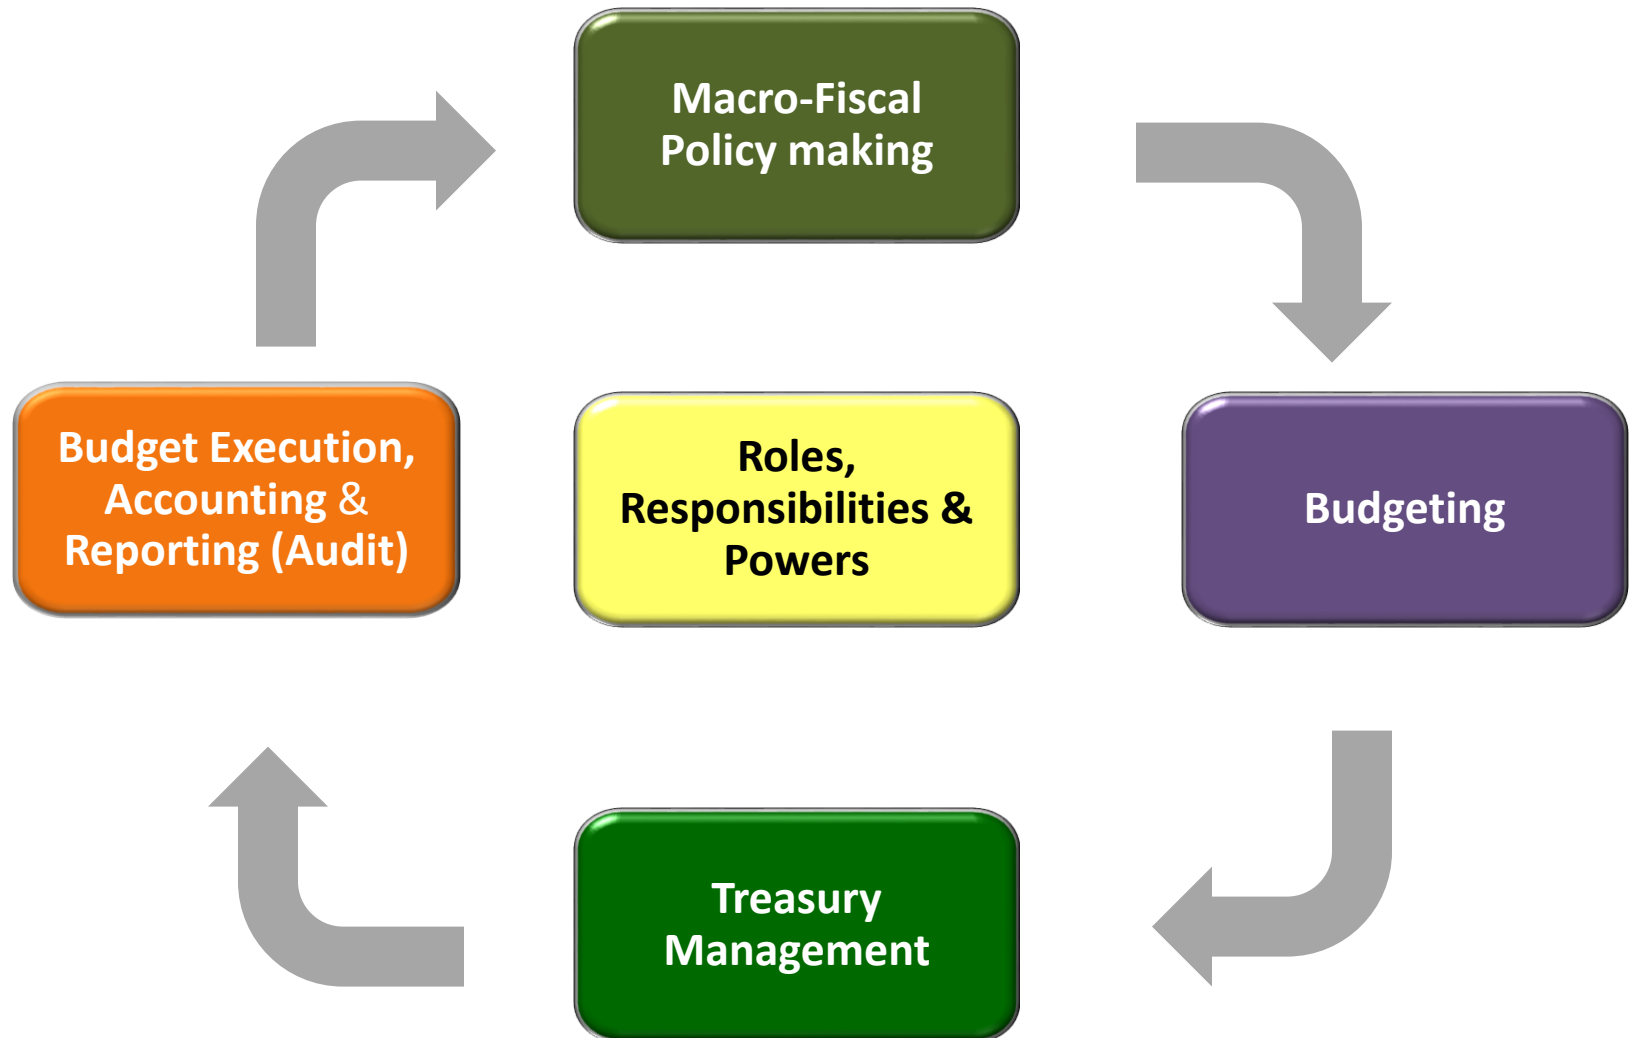 Macro-Fiscal
Policy making
Budget Execution,
Accounting &
Reporting (Audit)
Roles,
Responsibilities &
Powers
Budgeting
Treasury
Management